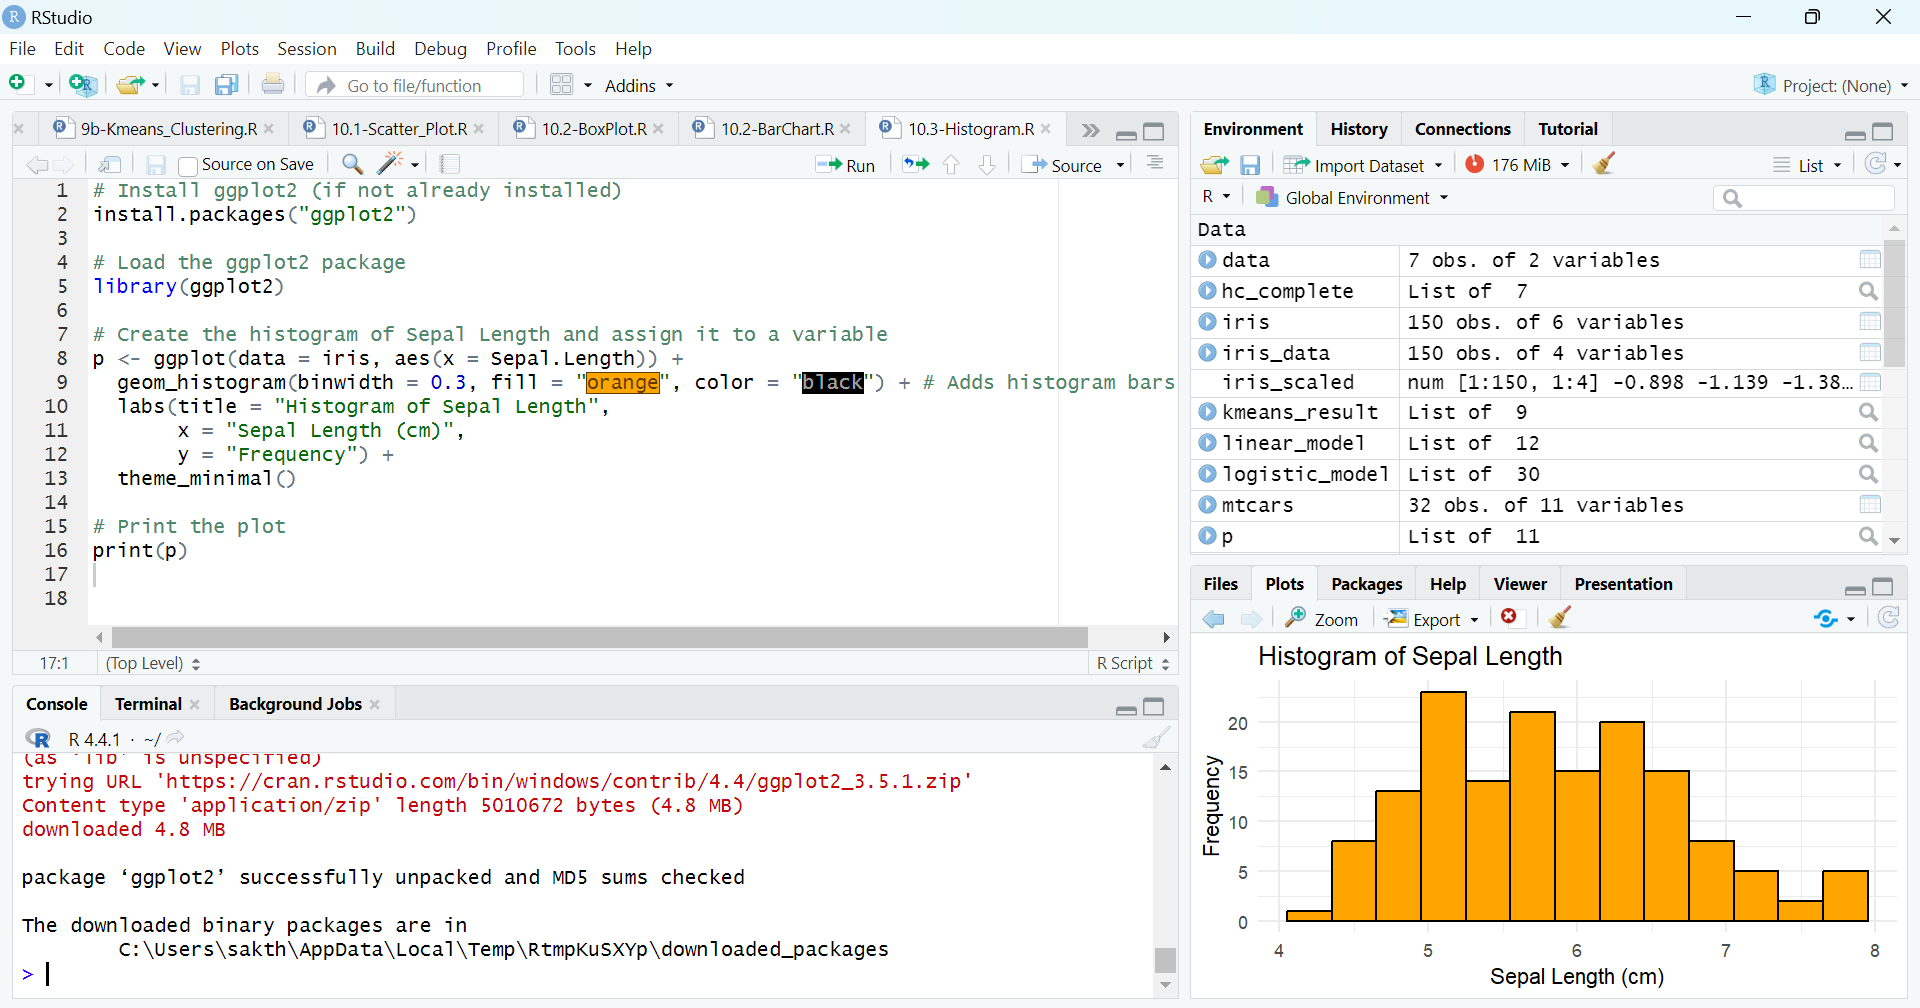 RStudio
File Edit Code View Plots Session Build Debug Profile Tools Help
Go to file/function Addins Project: (None)
9b-Kmeans_Clustering.R 10.1-Scatter_Plot.R 10.2-BoxPlot.R 10.2-BarChart.R 10.3-Histogram.R
Source on Save Run Source
1 # Install ggplot2 (if not already installed)
2 install.packages("ggplot2")
3
4 # Load the ggplot2 package
5 library(ggplot2)
6
7 # Create the histogram of Sepal Length and assign it to a variable
8 p <- ggplot(data = iris, aes(x = Sepal.Length)) +
9 geom_histogram(binwidth = 0.3, fill = "orange", color = "black") + # Adds histogram bars
10 labs(title = "Histogram of Sepal Length",
11 x = "Sepal Length (cm)",
12 y = "Frequency") +
13 theme_minimal()
14
15 # Print the plot
16 print(p)
17
18
17:1 (Top Level) R Script
Console Terminal Background Jobs
R 4.4.1 · ~/
(as 'lib' is unspecified)
trying URL 'https://cran.rstudio.com/bin/windows/contrib/4.4/ggplot2_3.5.1.zip'
Content type 'application/zip' length 5010672 bytes (4.8 MB)
downloaded 4.8 MB
package ‘ggplot2’ successfully unpacked and MD5 sums checked
The downloaded binary packages are in
C:\Users\sakth\AppData\Local\Temp\RtmpKuSXYp\downloaded_packages
>
Environment History Connections Tutorial
Import Dataset 176 MiB List
R Global Environment
Data
data 7 obs. of 2 variables
hc_complete List of 7
iris 150 obs. of 6 variables
iris_data 150 obs. of 4 variables
iris_scaled num [1:150, 1:4] -0.898 -1.139 -1.38…
kmeans_result List of 9
linear_model List of 12
logistic_model List of 30
mtcars 32 obs. of 11 variables
p List of 11
Files Plots Packages Help Viewer Presentation
Zoom Export
Histogram of Sepal Length
Frequency
20
15
10
5
0
4 5 6 7 8
Sepal Length (cm)